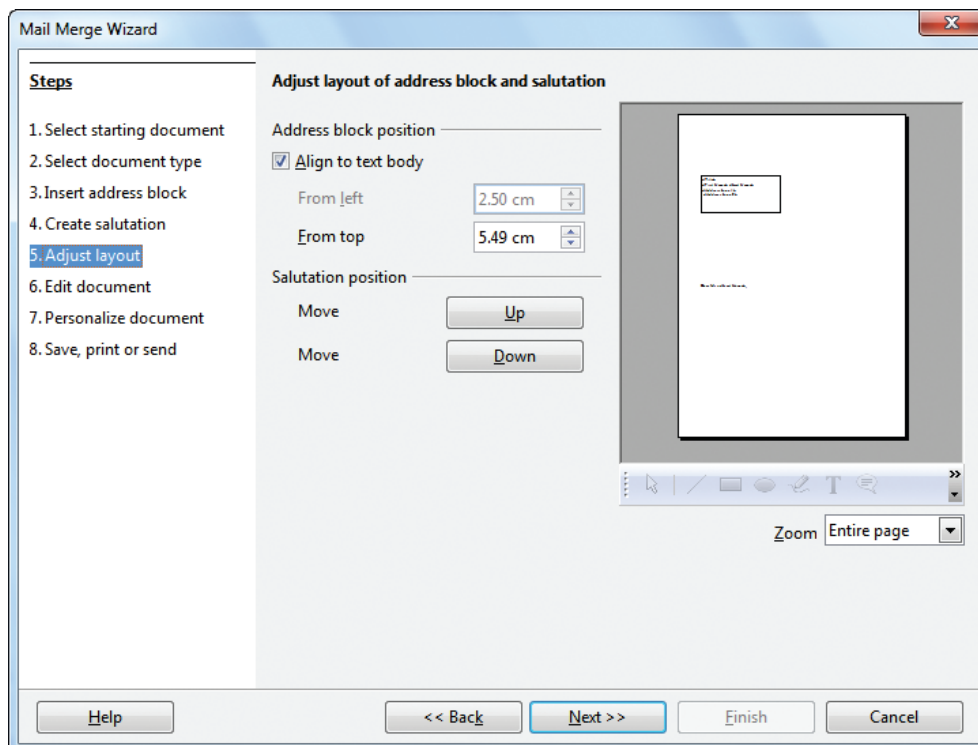 Mail Merge Wizard
Steps
1. Select starting document
2. Select document type
3. Insert address block
4. Create salutation
5. Adjust layout
6. Edit document
7. Personalize document
8. Save, print or send
Adjust layout of address block and salutation
Address block position
Align to text body
From left 2.50 cm
From top 5.49 cm
Salutation position
Move Up
Move Down
T
Zoom Entire page
Help << Back Next >> Finish Cancel